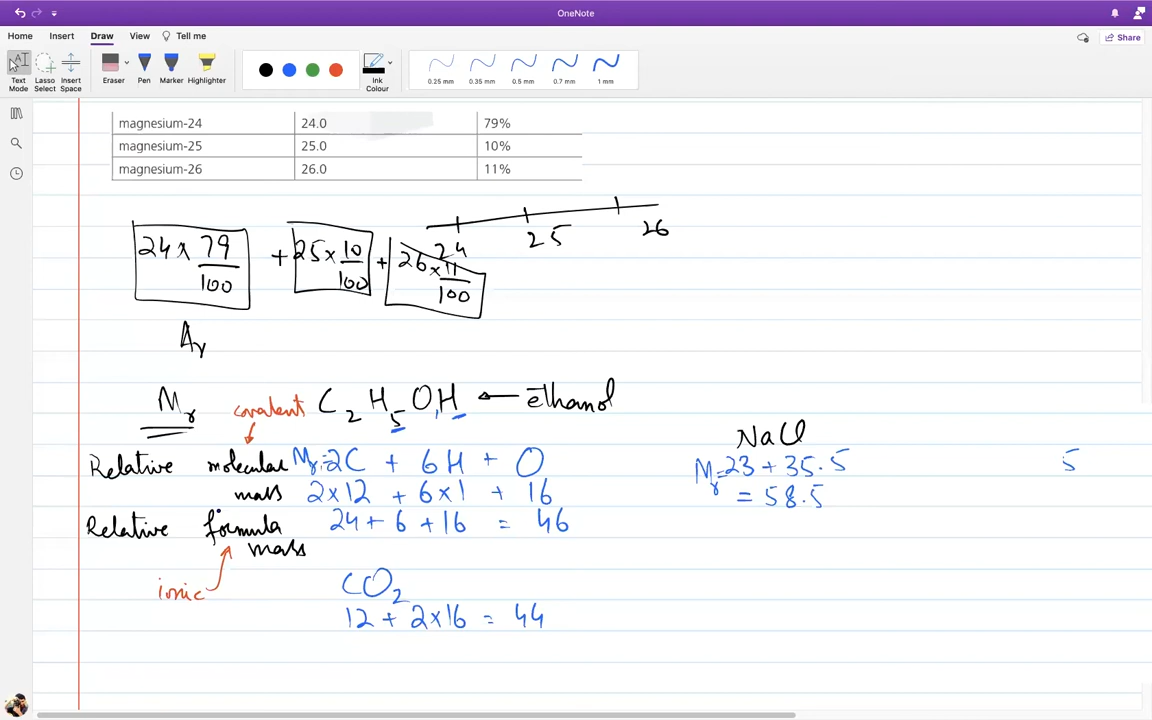 OneNote
Home Insert Draw View Tell me
Share
Text Mode
Lasso Select
Insert Space
Eraser
Pen
Marker
Highlighter
Ink Colour
0.25 mm 0.35 mm 0.5 mm 0.7 mm 1 mm
magnesium-24 24.0 79%
magnesium-25 25.0 10%
magnesium-26 26.0 11%
24 25 26
24 × 79/100 + 25 × 10/100 + 26 × 11/100
Ar
Mr covalent C2H5OH ← ethanol
NaCl
Relative molecular mass
Mr = 2C + 6H + O
2×12 + 6×1 + 16
24 + 6 + 16 = 46
Mr = 23 + 35.5
= 58.5
5
Relative formula mass
ionic
CO2
12 + 2×16 = 44